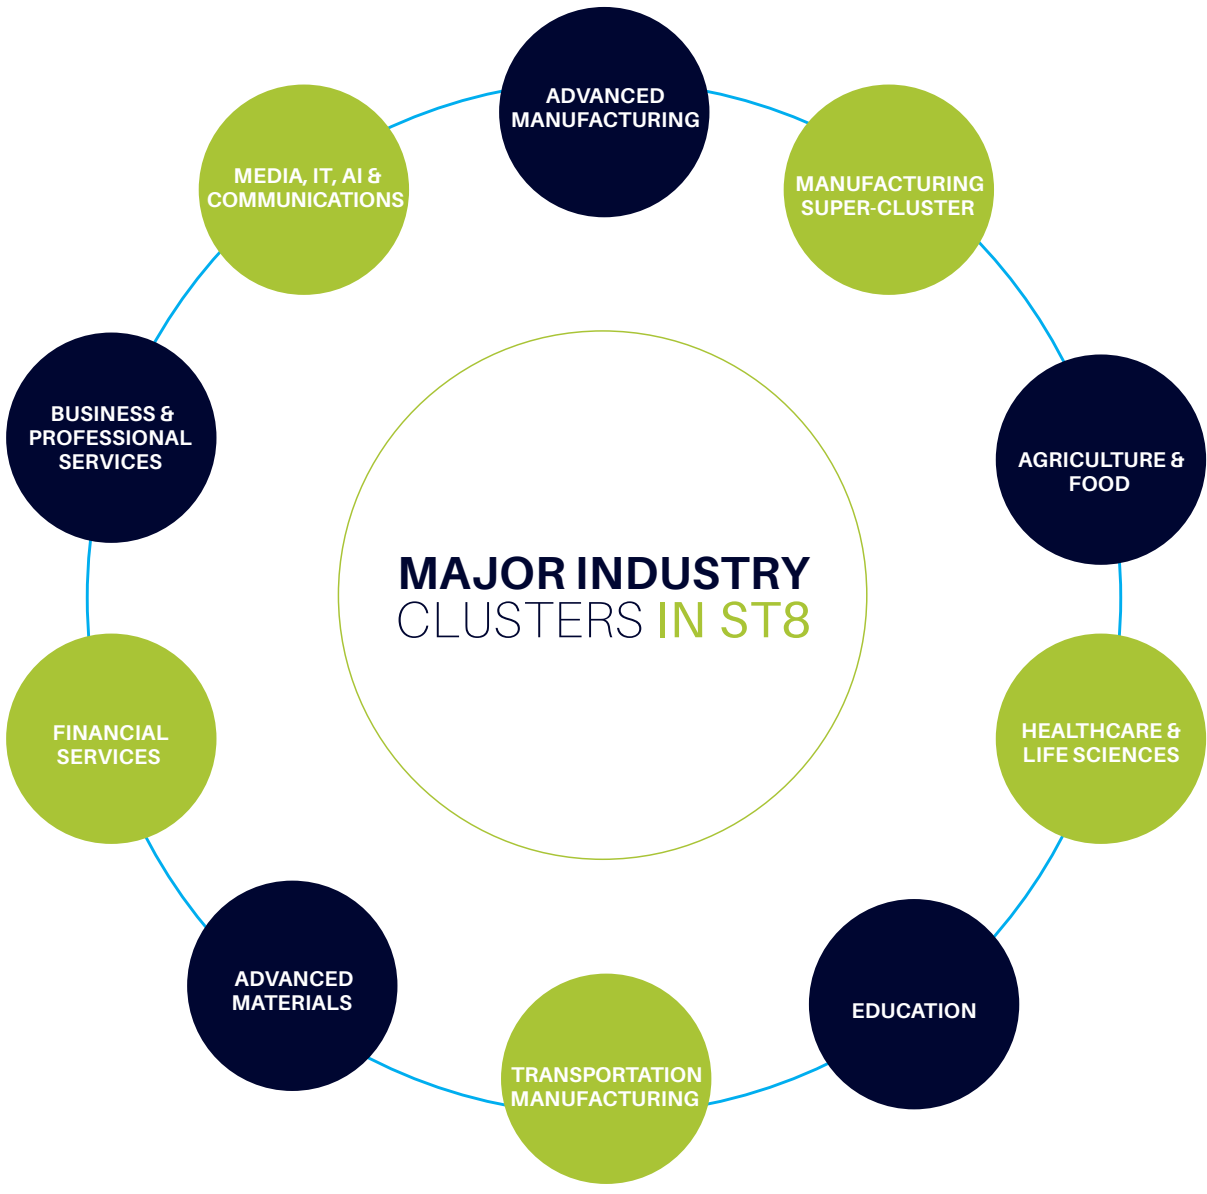 ADVANCED
MANUFACTURING
MANUFACTURING
SUPER-CLUSTER
AGRICULTURE &
FOOD
HEALTHCARE &
LIFE SCIENCES
EDUCATION
TRANSPORTATION
MANUFACTURING
ADVANCED
MATERIALS
FINANCIAL
SERVICES
BUSINESS &
PROFESSIONAL
SERVICES
MEDIA, IT, AI &
COMMUNICATIONS
MAJOR INDUSTRY
CLUSTERS IN ST8